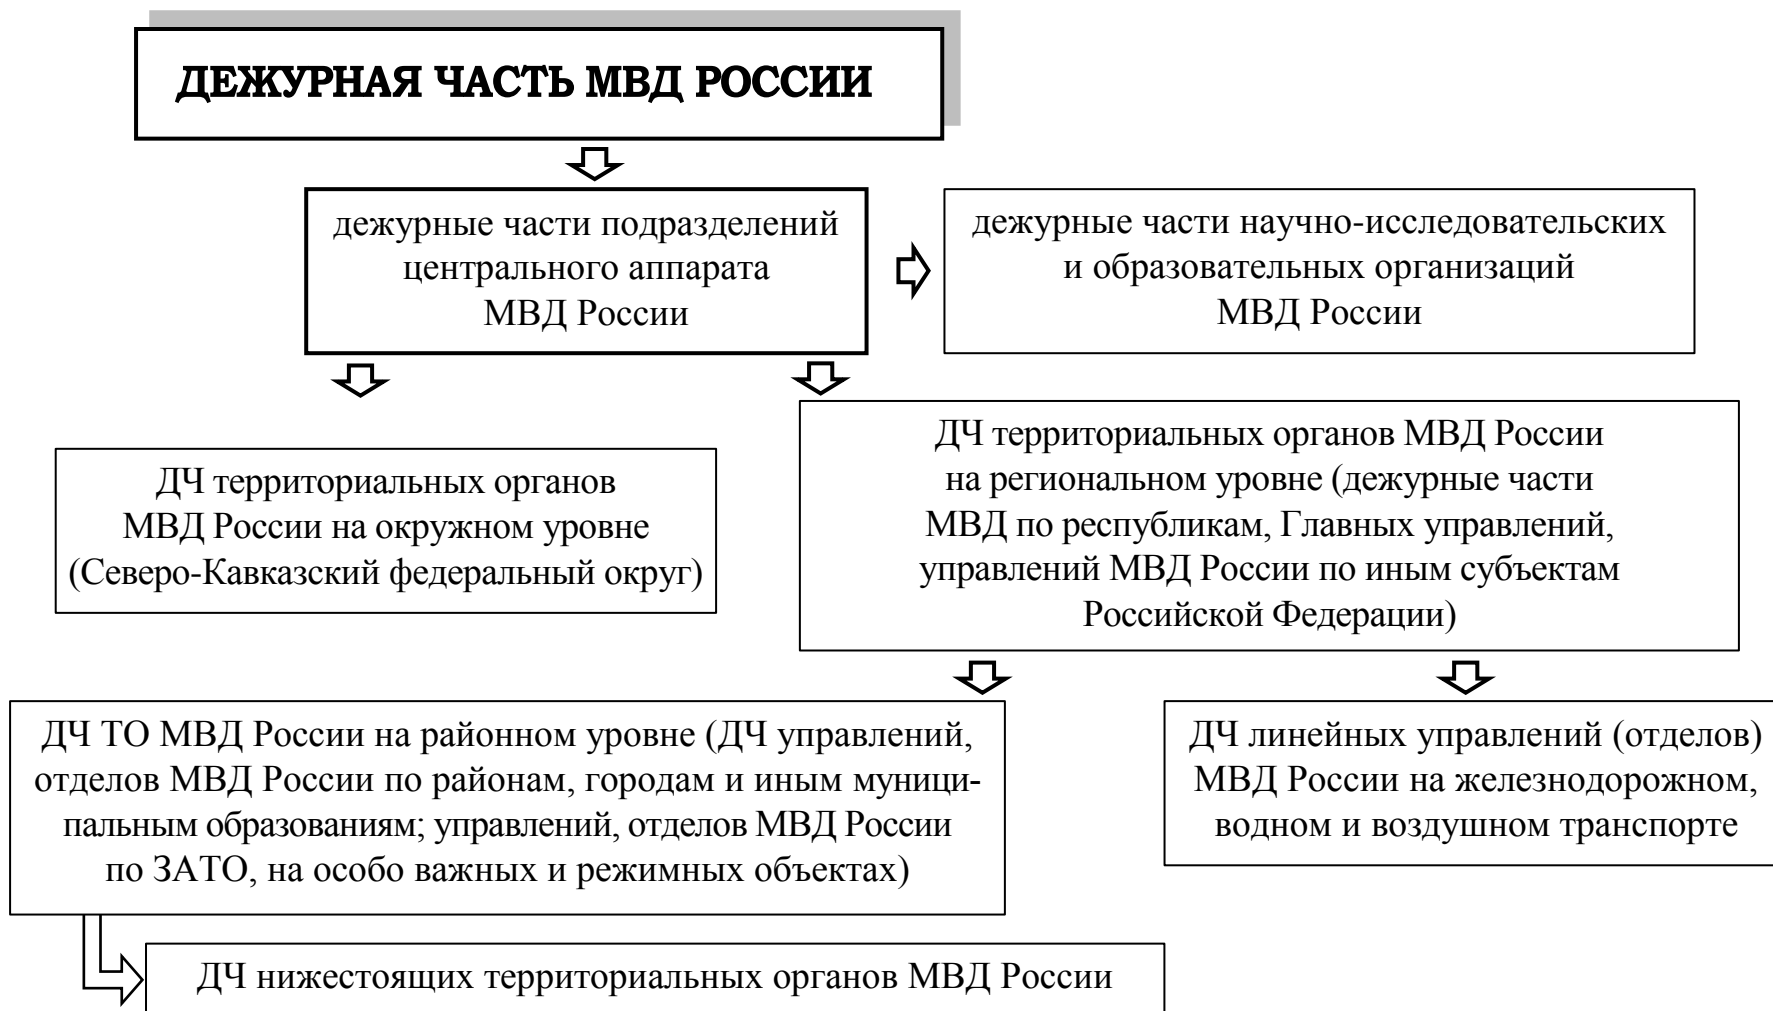 ДЕЖУРНАЯ ЧАСТЬ МВД РОССИИ
дежурные части подразделений
центрального аппарата
МВД России
дежурные части научно-исследовательских
и образовательных организаций
МВД России
ДЧ территориальных органов
МВД России на окружном уровне
(Северо-Кавказский федеральный округ)
ДЧ территориальных органов МВД России
на региональном уровне (дежурные части
МВД по республикам, Главных управлений,
управлений МВД России по иным субъектам
Российской Федерации)
ДЧ ТО МВД России на районном уровне (ДЧ управлений,
отделов МВД России по районам, городам и иным муници-
пальным образованиям; управлений, отделов МВД России
по ЗАТО, на особо важных и режимных объектах)
ДЧ линейных управлений (отделов)
МВД России на железнодорожном,
водном и воздушном транспорте
ДЧ нижестоящих территориальных органов МВД России